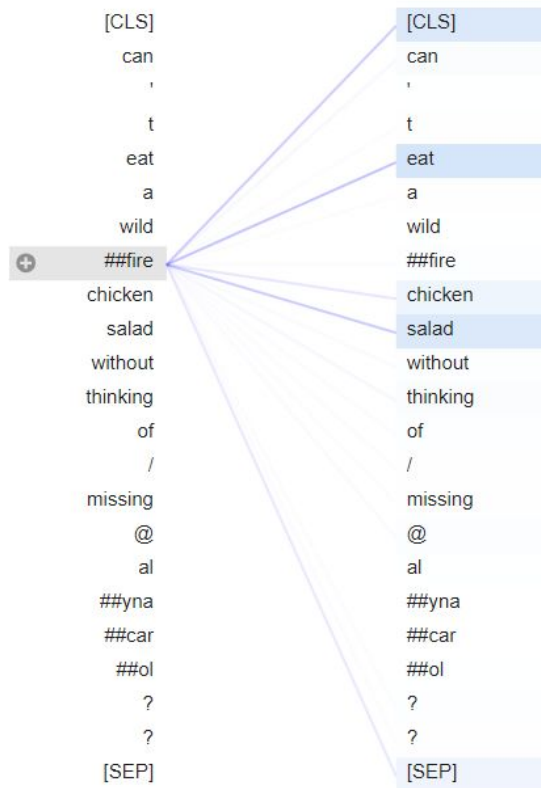 [CLS] [CLS]
can can
' '
t t
eat eat
a a
wild wild
##fire ##fire
chicken chicken
salad salad
without without
thinking thinking
of of
/ /
missing missing
@ @
al al
##yna ##yna
##car ##car
##ol ##ol
? ?
? ?
[SEP] [SEP]